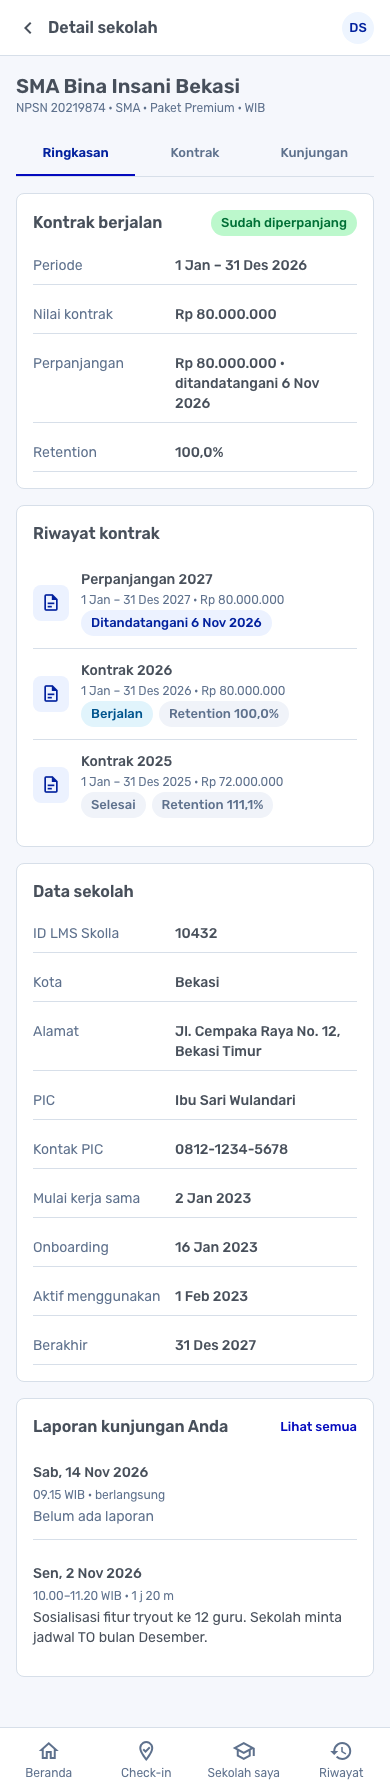 Detail sekolah
DS
SMA Bina Insani Bekasi
NPSN 20219874 • SMA • Paket Premium • WIB
Ringkasan
Kontrak
Kunjungan
Kontrak berjalan
Sudah diperpanjang
Periode
1 Jan – 31 Des 2026
Nilai kontrak
Rp 80.000.000
Perpanjangan
Rp 80.000.000 •
ditandatangani 6 Nov
2026
Retention
100,0%
Riwayat kontrak
Perpanjangan 2027
1 Jan – 31 Des 2027 • Rp 80.000.000
Ditandatangani 6 Nov 2026
Kontrak 2026
1 Jan – 31 Des 2026 • Rp 80.000.000
Berjalan
Retention 100,0%
Kontrak 2025
1 Jan – 31 Des 2025 • Rp 72.000.000
Selesai
Retention 111,1%
Data sekolah
ID LMS Skolla
10432
Kota
Bekasi
Alamat
Jl. Cempaka Raya No. 12,
Bekasi Timur
PIC
Ibu Sari Wulandari
Kontak PIC
0812-1234-5678
Mulai kerja sama
2 Jan 2023
Onboarding
16 Jan 2023
Aktif menggunakan
1 Feb 2023
Berakhir
31 Des 2027
Laporan kunjungan Anda
Lihat semua
Sab, 14 Nov 2026
09.15 WIB • berlangsung
Belum ada laporan
Sen, 2 Nov 2026
10.00–11.20 WIB • 1 j 20 m
Sosialisasi fitur tryout ke 12 guru. Sekolah minta
jadwal TO bulan Desember.
Beranda
Check-in
Sekolah saya
Riwayat